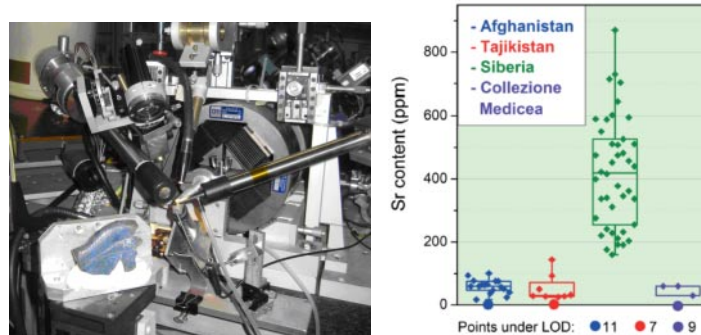 - Afghanistan
- Tajikistan
- Siberia
- Collezione
Medicea
Sr content (ppm)
800
600
400
200
0
Points under LOD: 11 7 9